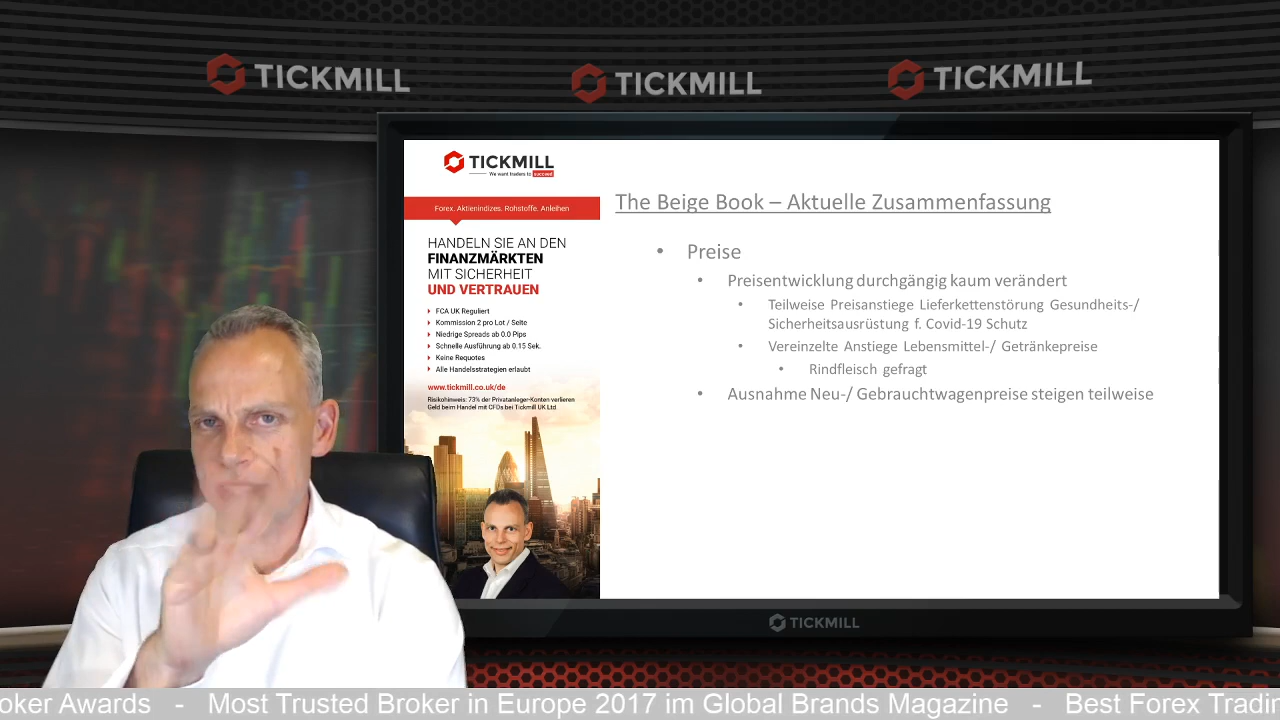 TICKMILL
TICKMILL
TICKMILL
TICKMILL
We want traders to succeed
Forex. Aktienindizes. Rohstoffe. Anleihen
HANDELN SIE AN DEN
FINANZMÄRKTEN
MIT SICHERHEIT
UND VERTRAUEN
FCA UK Reguliert
Kommission 2 pro Lot / Seite
Niedrige Spreads ab 0.0 Pips
Schnelle Ausführung ab 0.15 Sek.
Keine Requotes
Alle Handelsstrategien erlaubt
www.tickmill.co.uk/de
Risikohinweis: 73% der Privatanleger-Konten verlieren
Geld beim Handel mit CFDs bei Tickmill UK Ltd.
The Beige Book – Aktuelle Zusammenfassung
• Preise
• Preisentwicklung durchgängig kaum verändert
• Teilweise Preisanstiege Lieferkettenstörung Gesundheits-/
Sicherheitsausrüstung f. Covid-19 Schutz
• Vereinzelte Anstiege Lebensmittel-/ Getränkepreise
• Rindfleisch gefragt
• Ausnahme Neu-/ Gebrauchtwagenpreise steigen teilweise
TICKMILL
oker Awards - Most Trusted Broker in Europe 2017 im Global Brands Magazine - Best Forex Tradin